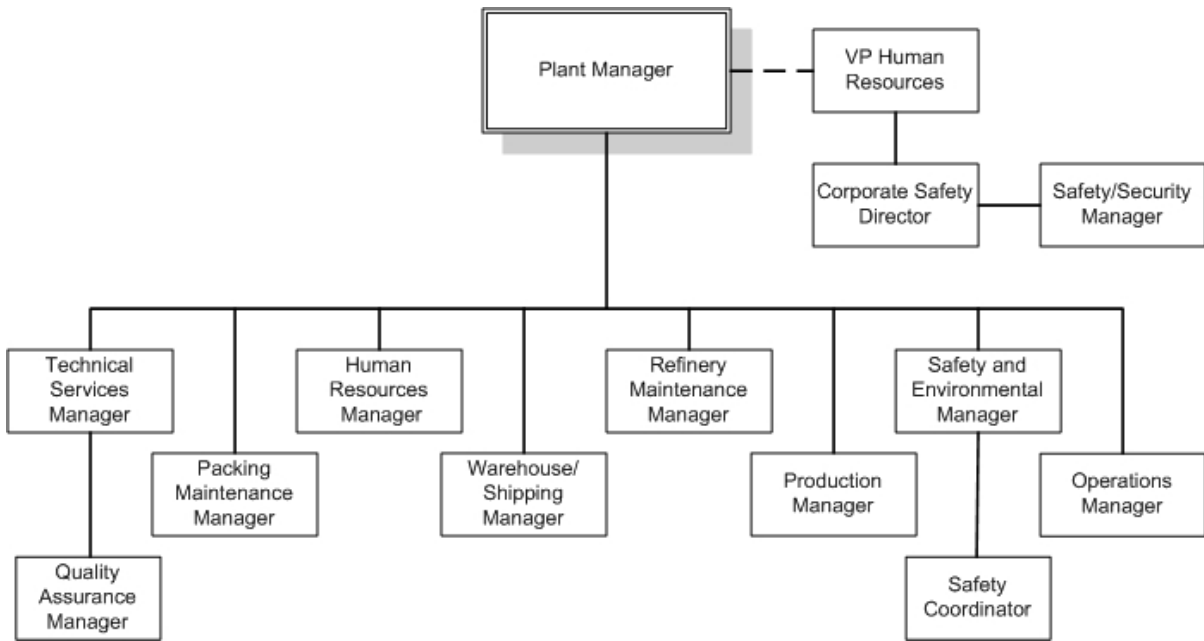 Plant Manager
VP Human
Resources
Corporate Safety
Director
Safety/Security
Manager
Technical
Services
Manager
Human
Resources
Manager
Refinery
Maintenance
Manager
Safety and
Environmental
Manager
Packing
Maintenance
Manager
Warehouse/
Shipping
Manager
Production
Manager
Operations
Manager
Quality
Assurance
Manager
Safety
Coordinator